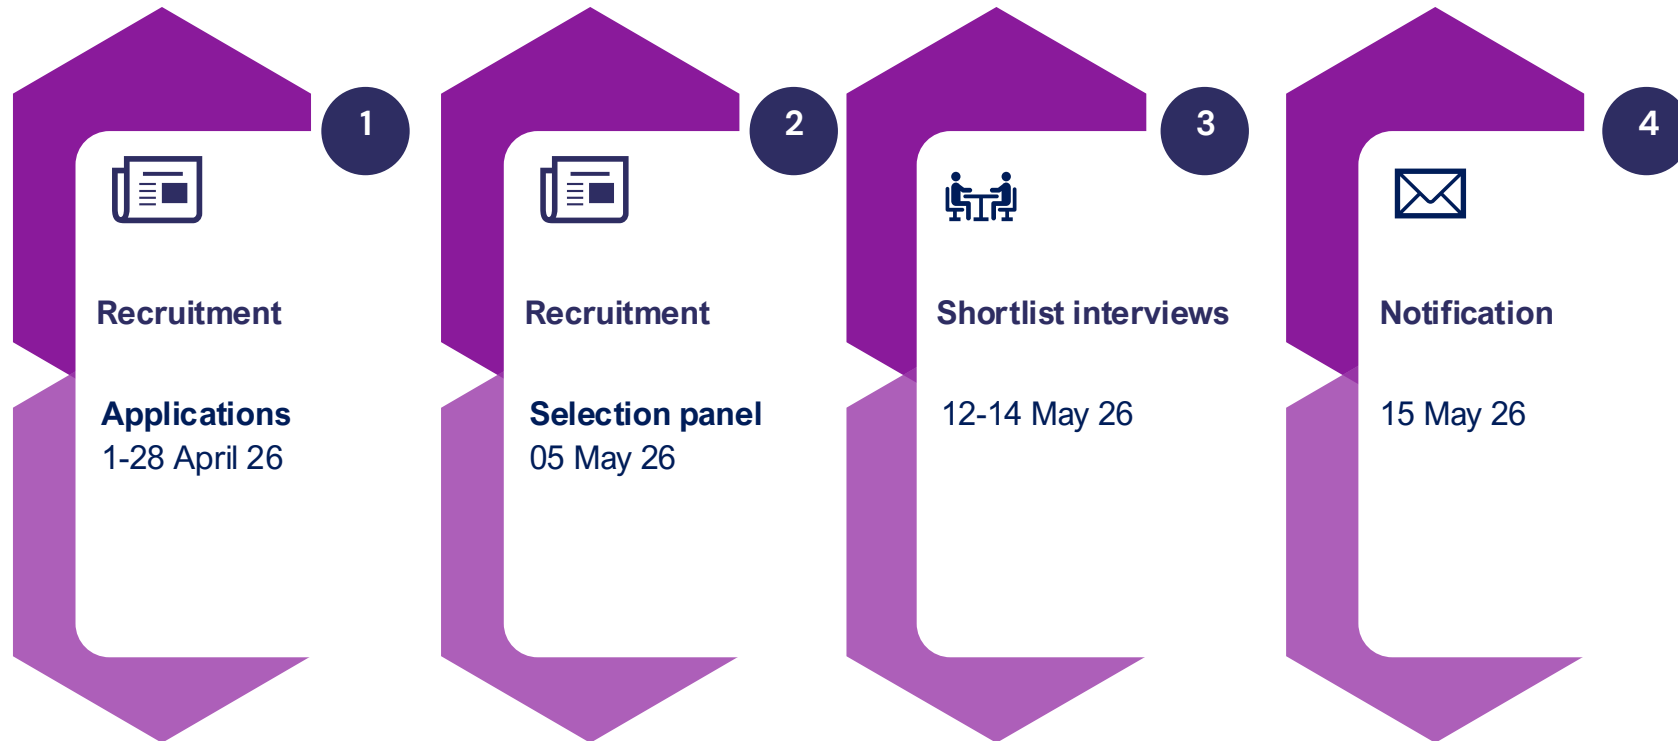 1
Recruitment
Applications
1-28 April 26
2
Recruitment
Selection panel
05 May 26
3
Shortlist interviews
12-14 May 26
4
Notification
15 May 26